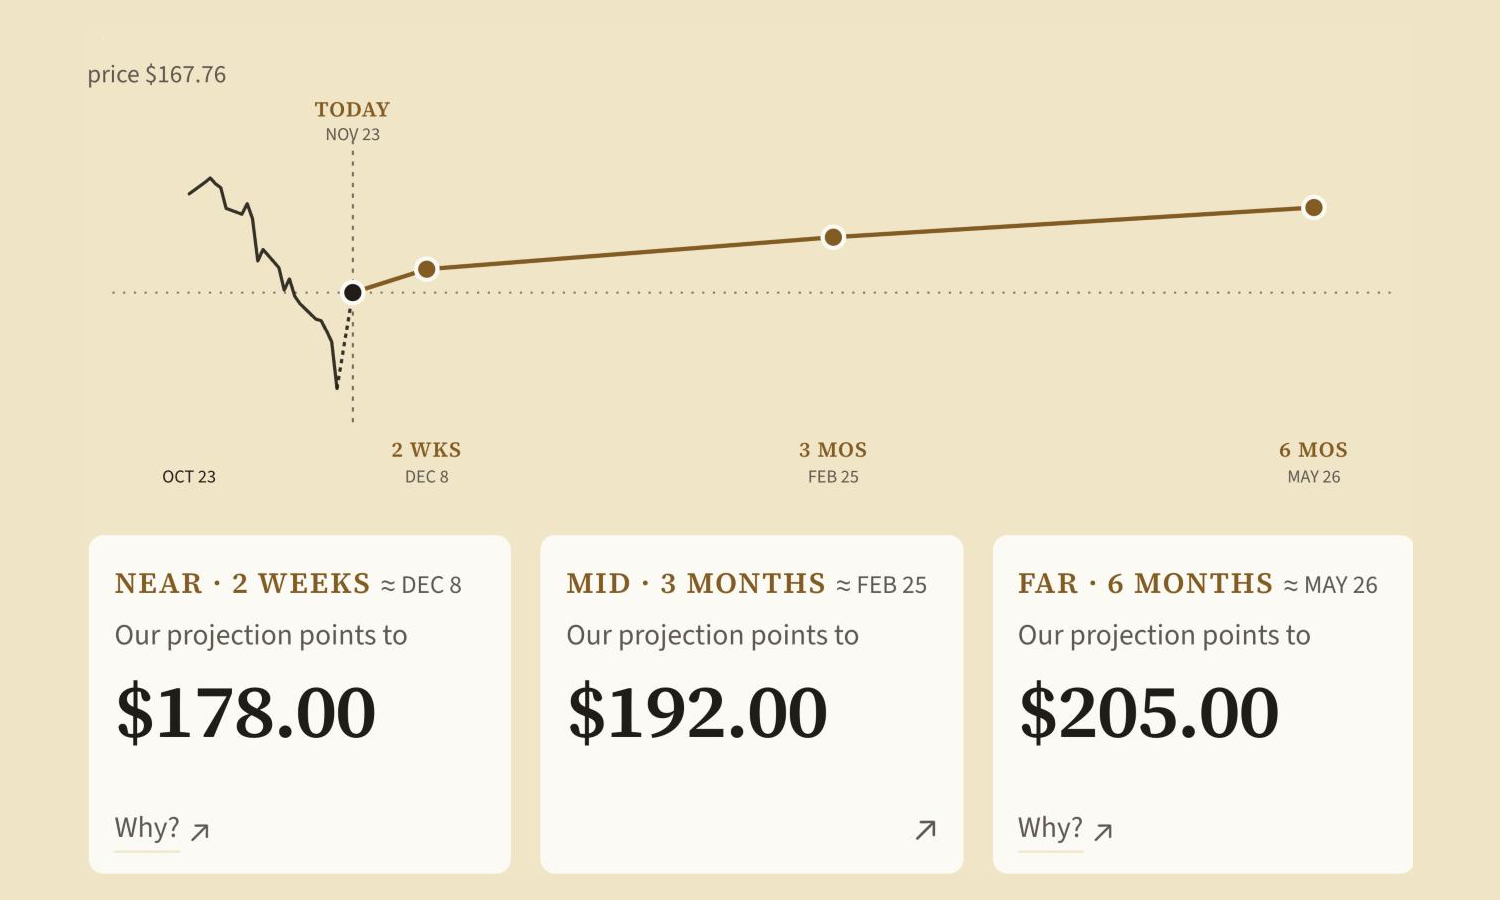 price $167.76
TODAY
NOV 23
2 WKS
3 MOS
6 MOS
OCT 23
DEC 8
FEB 25
MAY 26
NEAR · 2 WEEKS ≈ DEC 8
Our projection points to
$178.00
Why? ↗
MID · 3 MONTHS ≈ FEB 25
Our projection points to
$192.00
↗
FAR · 6 MONTHS ≈ MAY 26
Our projection points to
$205.00
Why? ↗